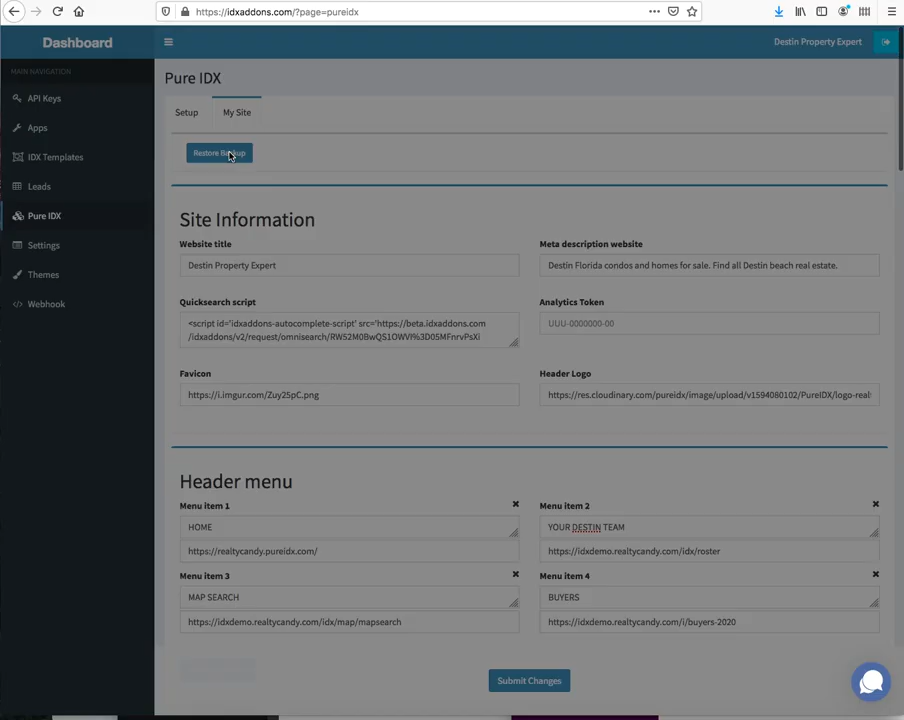 https://idxaddons.com/?page=pureidx
Dashboard
Destin Property Expert
MAIN NAVIGATION
API Keys
Apps
IDX Templates
Leads
Pure IDX
Settings
Themes
Webhook
Pure IDX
Setup
My Site
Restore Backup
Site Information
Website title
Destin Property Expert
Meta description website
Destin Florida condos and homes for sale. Find all Destin beach real estate.
Quicksearch script
<script id='idxaddons-autocomplete-script' src='https://beta.idxaddons.com
/idxaddons/v2/request/omnisearch/RW52M0BwQS1OWVI%3D05MFnrvPsXi
Analytics Token
UUU-0000000-00
Favicon
https://i.imgur.com/Zuy25pC.png
Header Logo
https://res.cloudinary.com/pureidx/image/upload/v1594080102/PureIDX/logo-real
Header menu
Menu item 1
HOME
https://realtycandy.pureidx.com/
Menu item 2
YOUR DESTIN TEAM
https://idxdemo.realtycandy.com/idx/roster
Menu item 3
MAP SEARCH
https://idxdemo.realtycandy.com/idx/map/mapsearch
Menu item 4
BUYERS
https://idxdemo.realtycandy.com/i/buyers-2020
Submit Changes